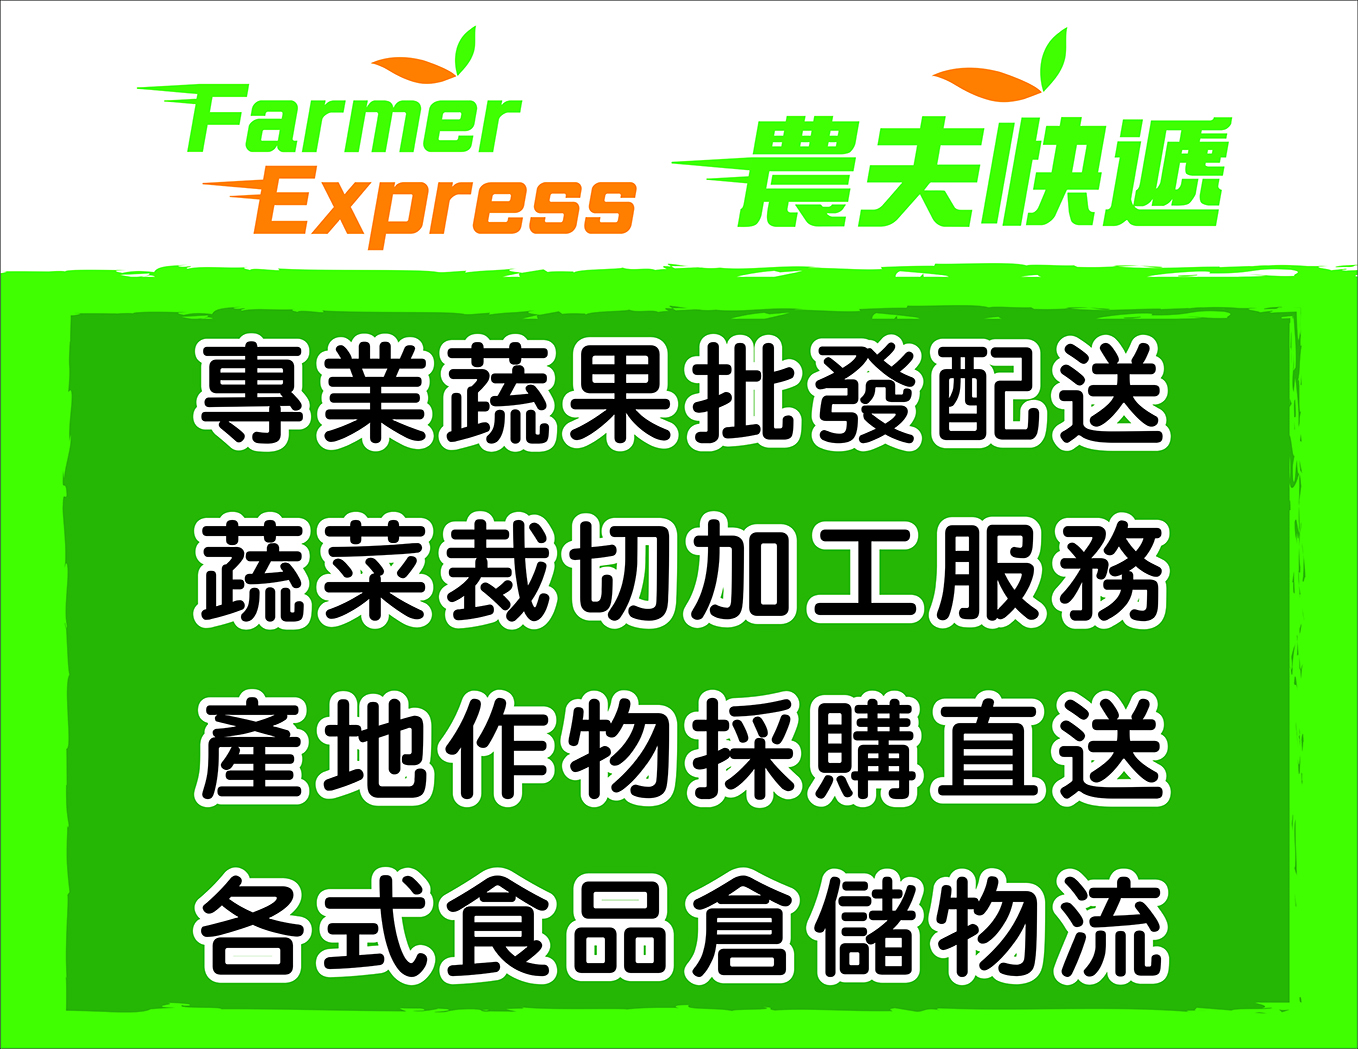 Farmer
Express
農夫快遞
專業蔬果批發配送
蔬菜裁切加工服務
產地作物採購直送
各式食品倉儲物流